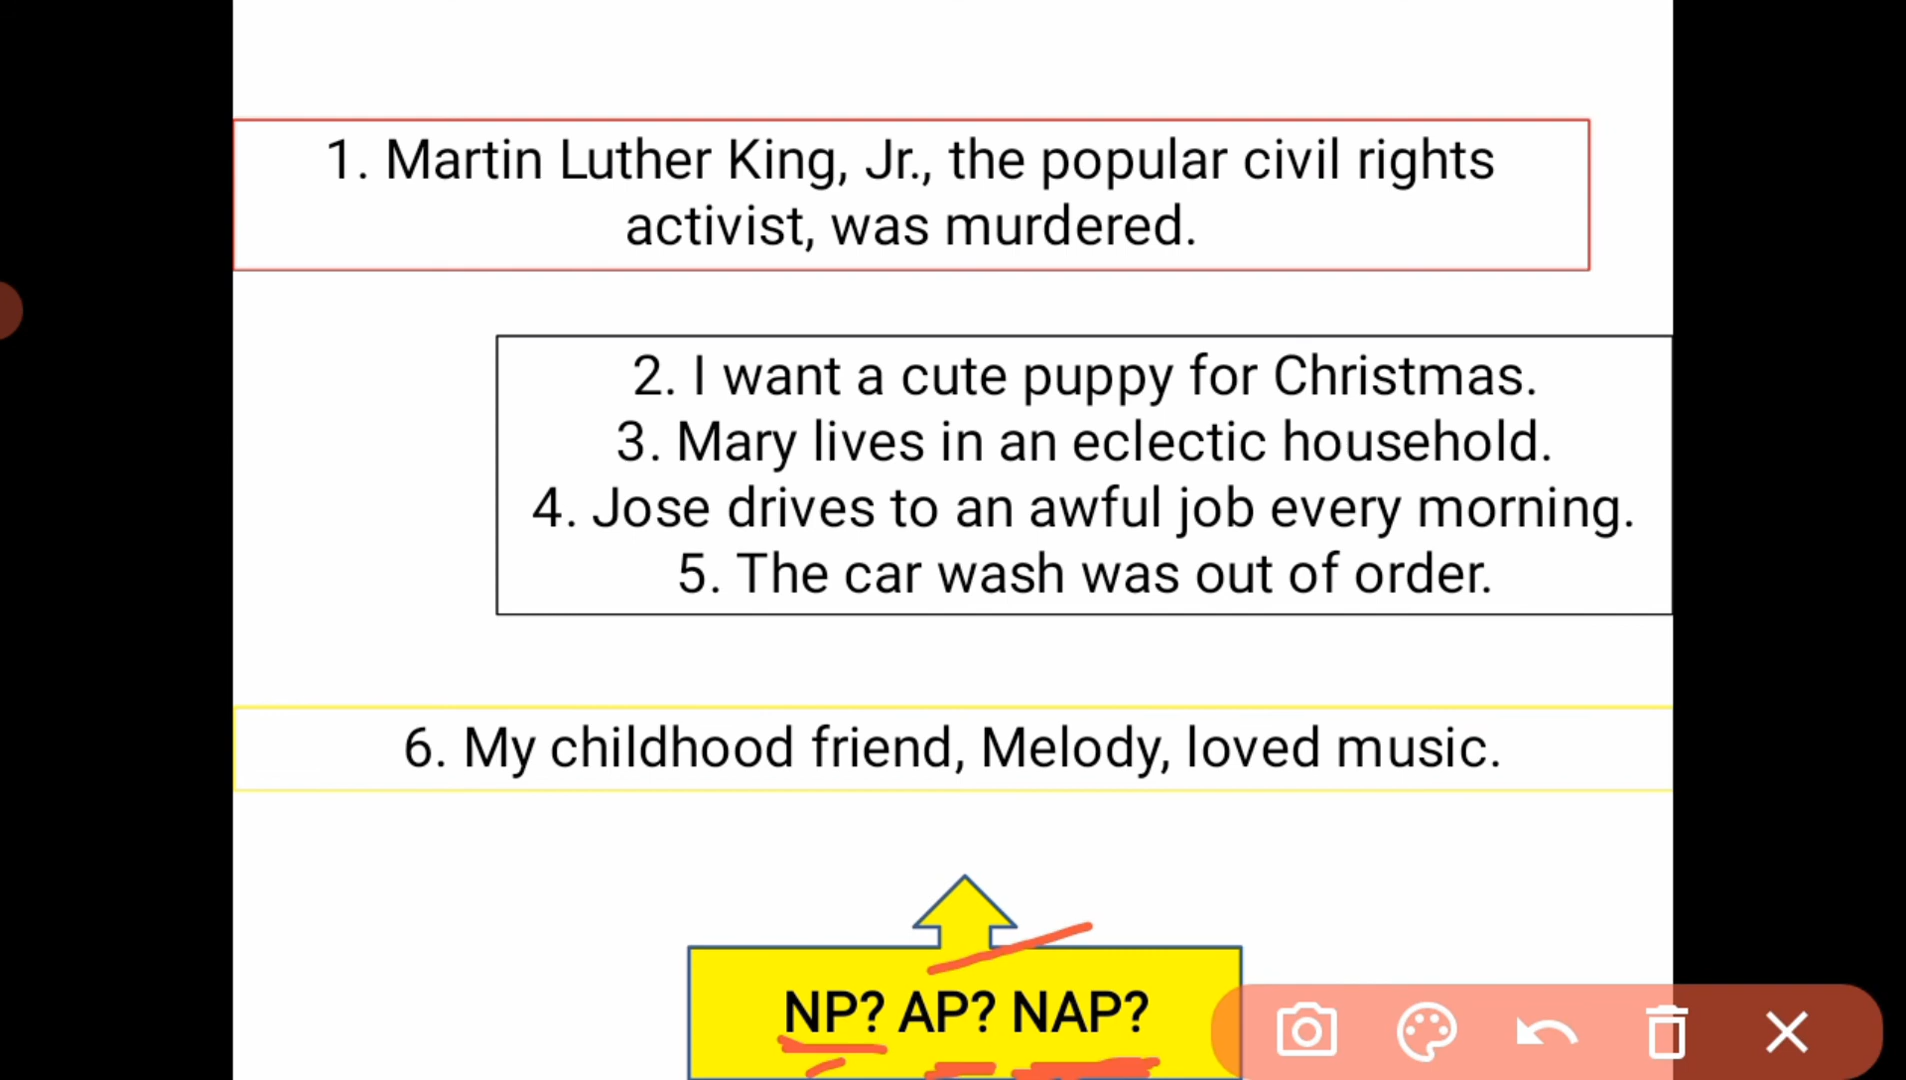 1. Martin Luther King, Jr., the popular civil rights
activist, was murdered.
2. I want a cute puppy for Christmas.
3. Mary lives in an eclectic household.
4. Jose drives to an awful job every morning.
5. The car wash was out of order.
6. My childhood friend, Melody, loved music.
NP? AP? NAP?